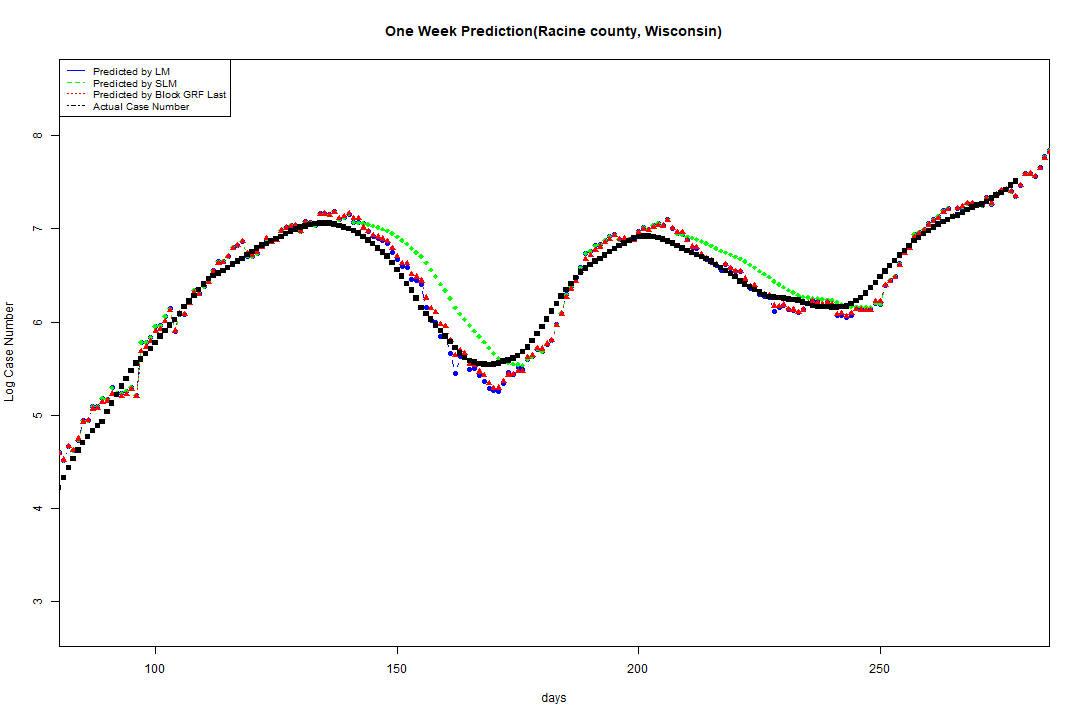 One Week Prediction(Racine county, Wisconsin)
Predicted by LM
Predicted by SLM
Predicted by Block GRF Last
Actual Case Number
8
7
6
5
4
3
Log Case Number
100 150 200 250
days